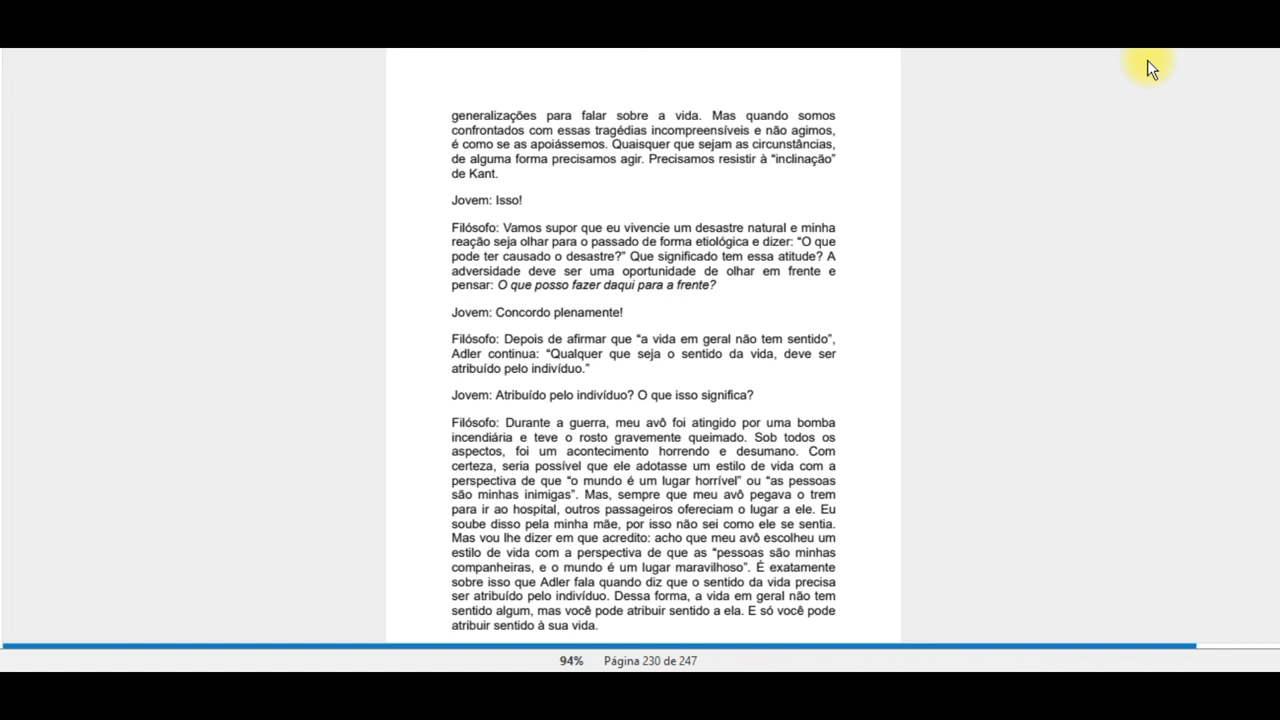 generalizações para falar sobre a vida. Mas quando somos
confrontados com essas tragédias incompreensíveis e não agimos,
é como se as apoiássemos. Quaisquer que sejam as circunstâncias,
de alguma forma precisamos agir. Precisamos resistir à “inclinação”
de Kant.
Jovem: Isso!
Filósofo: Vamos supor que eu vivencie um desastre natural e minha
reação seja olhar para o passado de forma etiológica e dizer: “O que
pode ter causado o desastre?” Que significado tem essa atitude? A
adversidade deve ser uma oportunidade de olhar em frente e
pensar: O que posso fazer daqui para a frente?
Jovem: Concordo plenamente!
Filósofo: Depois de afirmar que “a vida em geral não tem sentido”,
Adler continua: “Qualquer que seja o sentido da vida, deve ser
atribuído pelo indivíduo.”
Jovem: Atribuído pelo indivíduo? O que isso significa?
Filósofo: Durante a guerra, meu avô foi atingido por uma bomba
incendiária e teve o rosto gravemente queimado. Sob todos os
aspectos, foi um acontecimento horrendo e desumano. Com
certeza, seria possível que ele adotasse um estilo de vida com a
perspectiva de que “o mundo é um lugar horrível” ou “as pessoas
são minhas inimigas”. Mas, sempre que meu avô pegava o trem
para ir ao hospital, outros passageiros ofereciam o lugar a ele. Eu
soube disso pela minha mãe, por isso não sei como ele se sentia.
Mas vou lhe dizer em que acredito: acho que meu avô escolheu um
estilo de vida com a perspectiva de que as “pessoas são minhas
companheiras, e o mundo é um lugar maravilhoso”. É exatamente
sobre isso que Adler fala quando diz que o sentido da vida precisa
ser atribuído pelo indivíduo. Dessa forma, a vida em geral não tem
sentido algum, mas você pode atribuir sentido a ela. E só você pode
atribuir sentido à sua vida.
94% Página 230 de 247